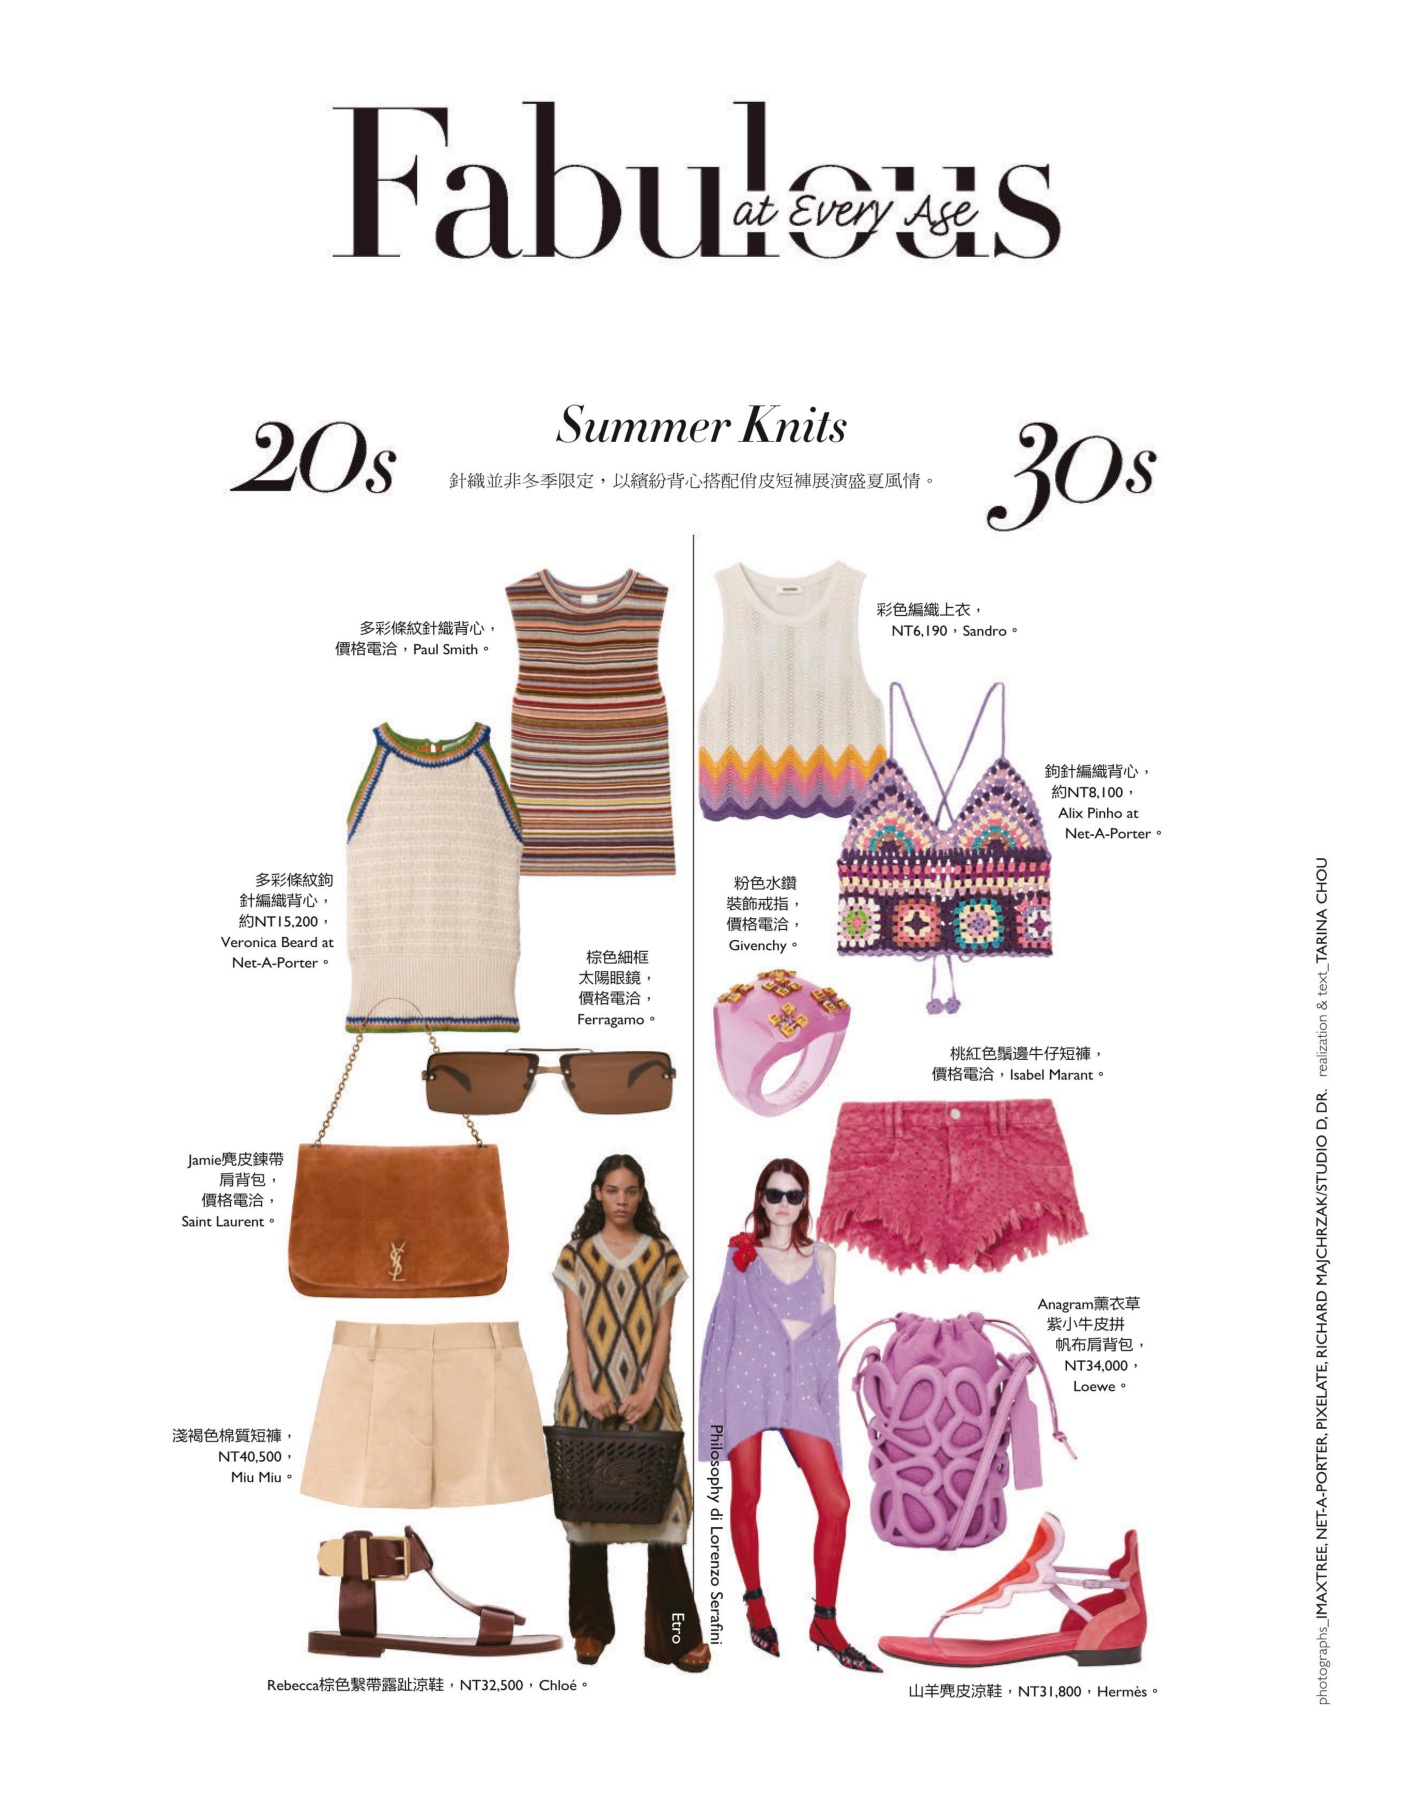 Fabulous
at Every Age
20s
Summer Knits
30s
針織並非冬季限定,以繽紛背心搭配俏皮短褲展演盛夏風情。
多彩條紋針織背心,
價格電洽,Paul Smith。
多彩條紋鉤
針編織背心,
約NT15,200,
Veronica Beard at
Net-A-Porter。
棕色細框
太陽眼鏡,
價格電洽,
Ferragamo。
Jamie麂皮鍊帶
肩背包,
價格電洽,
Saint Laurent。
淺褐色棉質短褲,
NT40,500,
Miu Miu。
Etro
Rebecca棕色繫帶露趾涼鞋,NT32,500,Chloé。
彩色編織上衣,
NT6,190,Sandro。
鉤針編織背心,
約NT8,100,
Alix Pinho at
Net-A-Porter。
粉色水鑽
裝飾戒指,
價格電洽,
Givenchy。
桃紅色鬚邊牛仔短褲,
價格電洽,Isabel Marant。
Anagram薰衣草
紫小牛皮拼
帆布肩背包,
NT34,000,
Loewe。
Philosophy di Lorenzo Serafini
山羊麂皮涼鞋,NT31,800,Hermès。
photographs_IMAXTREE, NET-A-PORTER, PIXELATE, RICHARD MAJCHRZAK/STUDIO D, DR. realization & text_TARINA CHOU